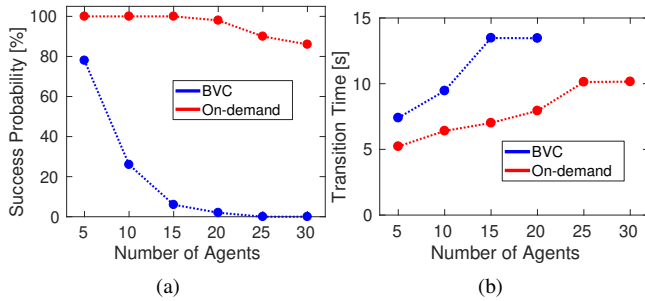 Success Probability [%]
100
80
60
40
20
0
BVC
On-demand
5 10 15 20 25 30
Number of Agents
(a)
Transition Time [s]
15
10
5
0
BVC
On-demand
5 10 15 20 25 30
Number of Agents
(b)